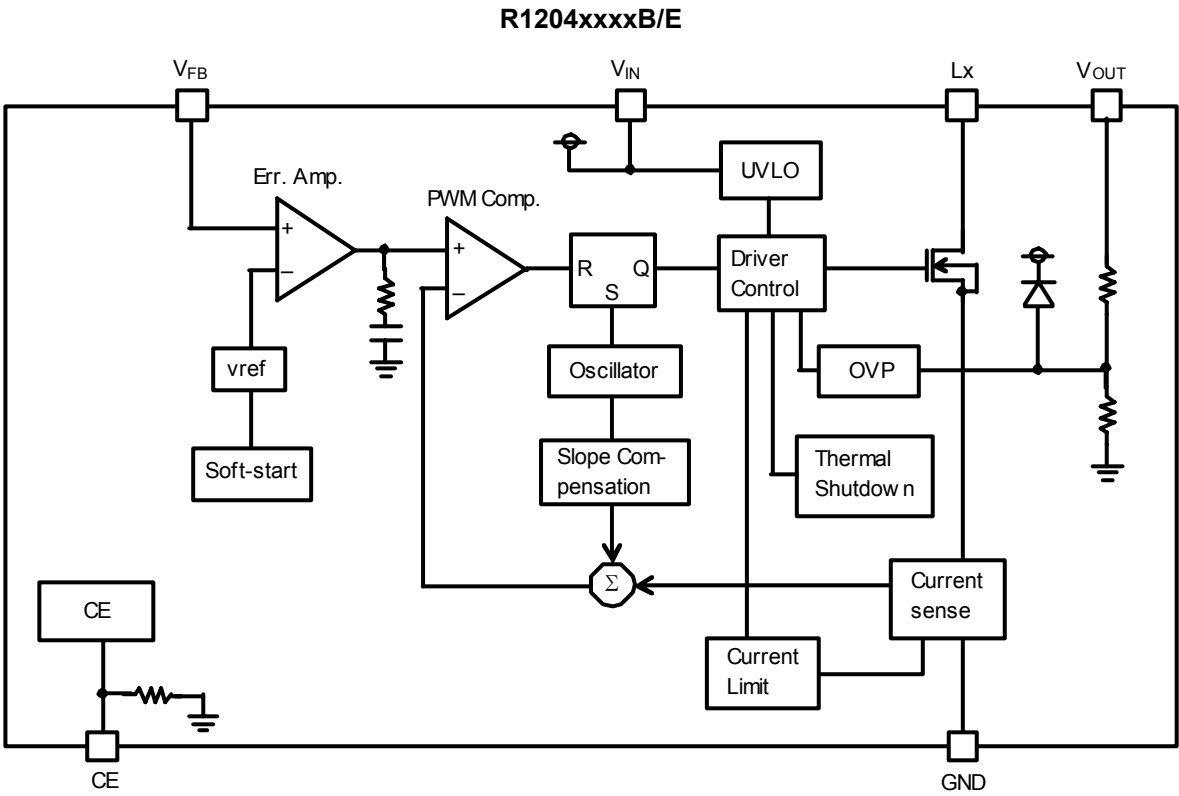 R1204xxxxB/E
VFB
VIN
Lx
VOUT
UVLO
Err. Amp.
PWM Comp.
+
−
+
−
R
Q
S
Driver
Control
vref
Oscillator
OVP
Soft-start
Slope Com-
pensation
Thermal
Shutdown
Σ
Current
sense
CE
Current
Limit
CE
GND